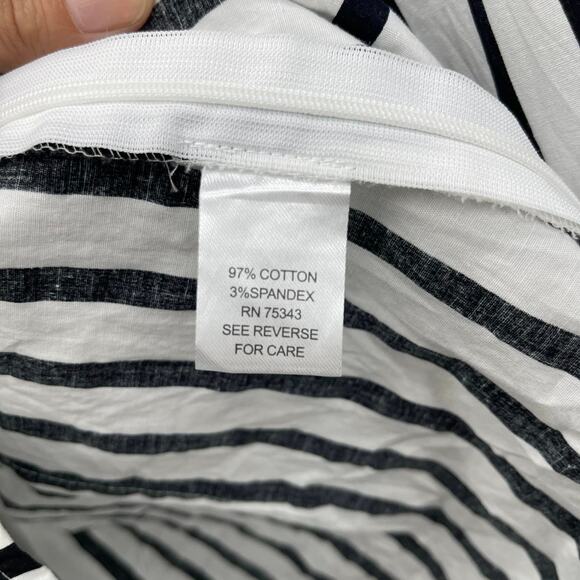 97% COTTON
3%SPANDEX
RN 75343
SEE REVERSE
FOR CARE